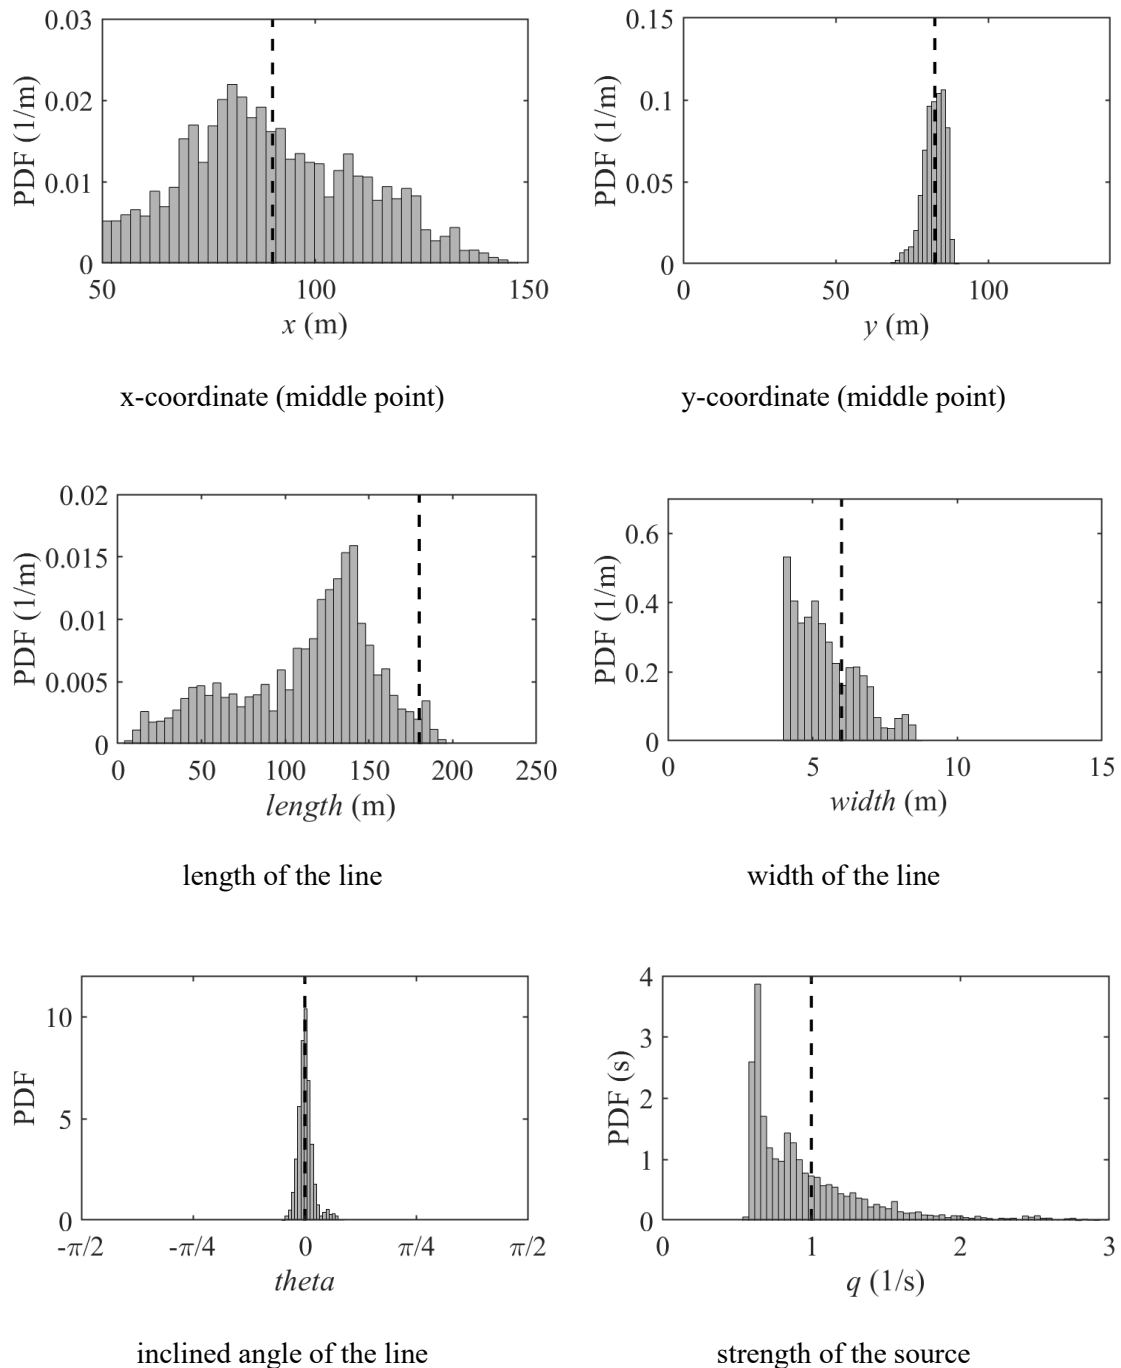 0.03
0.02
0.01
0
PDF (1/m)
50
100
150
x (m)
x-coordinate (middle point)
0.15
0.1
0.05
0
PDF (1/m)
0
50
100
y (m)
y-coordinate (middle point)
0.02
0.015
0.01
0.005
0
PDF (1/m)
0
50
100
150
200
250
length (m)
length of the line
0.6
0.4
0.2
0
PDF (1/m)
0
5
10
15
width (m)
width of the line
10
5
0
PDF
-π/2
-π/4
0
π/4
π/2
theta
inclined angle of the line
4
3
2
1
0
PDF (s)
0
1
2
3
q (1/s)
strength of the source